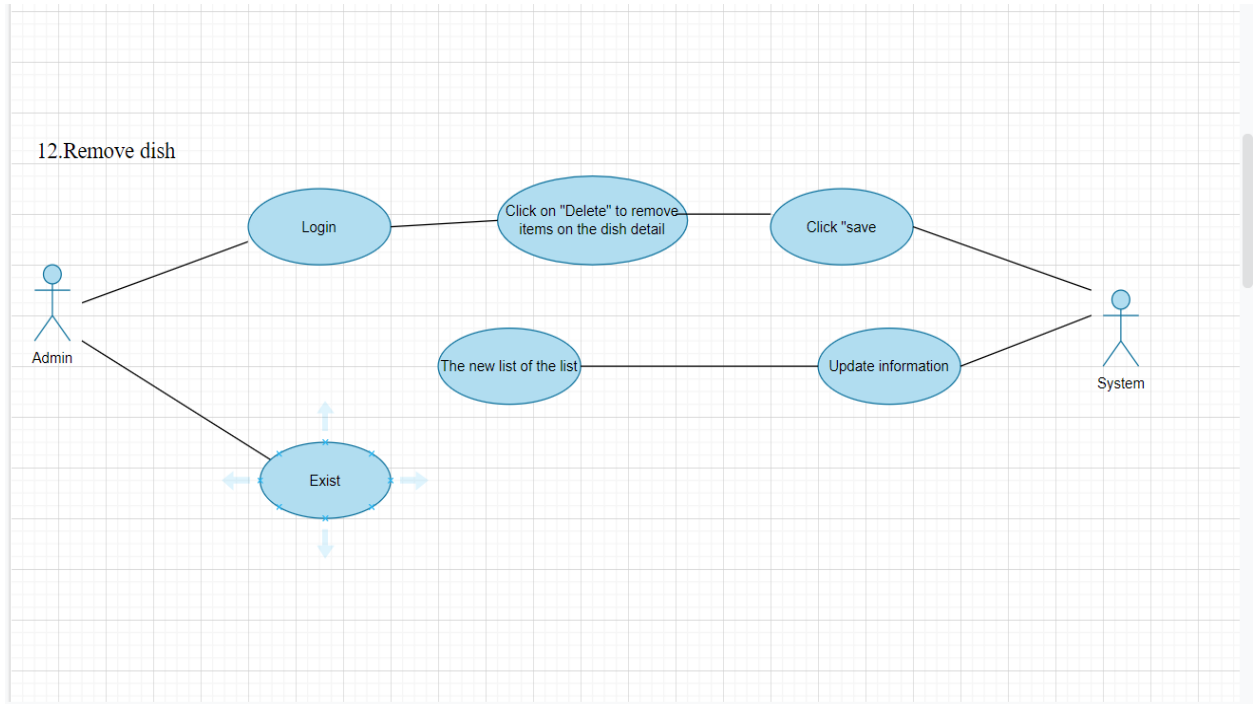 12.Remove dish
Login
Click on "Delete" to remove
items on the dish detail
Click "save
Admin
System
The new list of the list
Update information
Exist